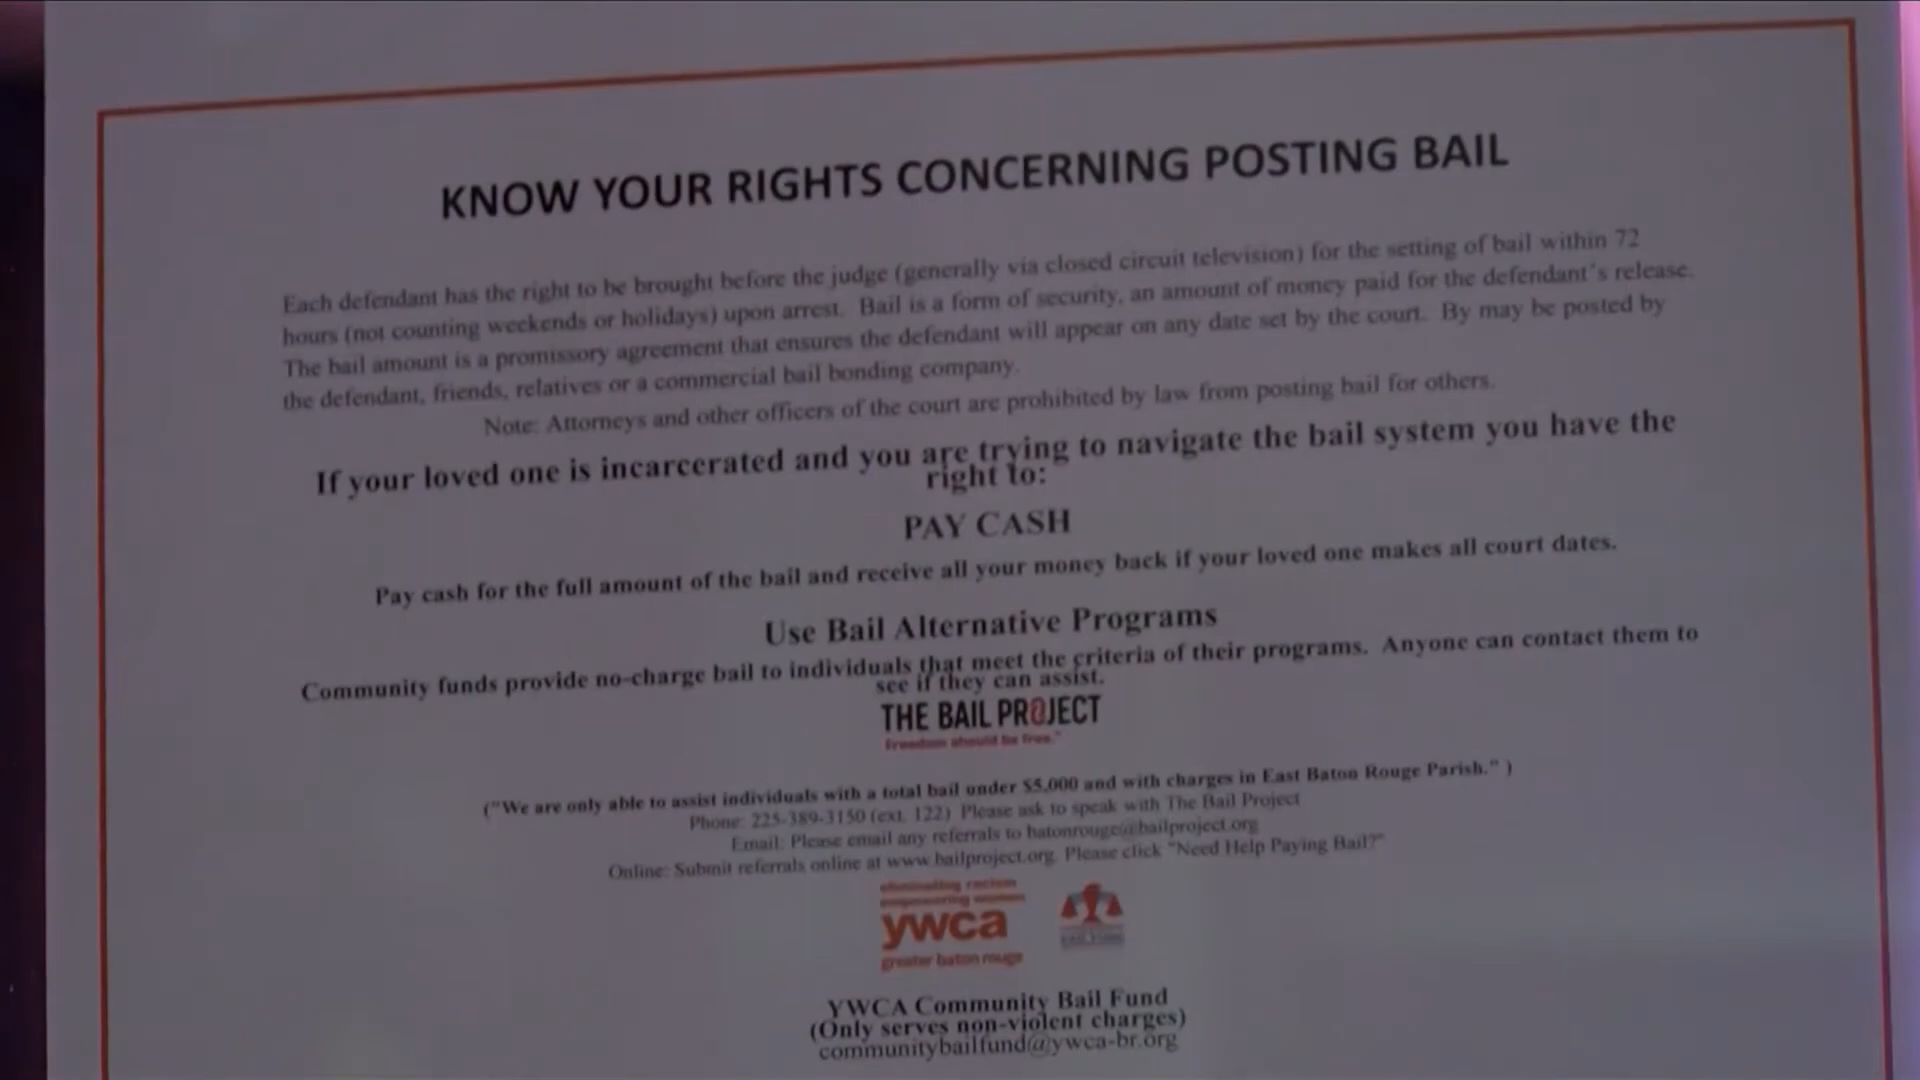 KNOW YOUR RIGHTS CONCERNING POSTING BAIL
Each defendant has the right to be brought before the judge (generally via closed circuit television) for the setting of bail within 72
hours (not counting weekends or holidays) upon arrest. Bail is a form of security, an amount of money paid for the defendant's release.
The bail amount is a promissory agreement that ensures the defendant will appear on any date set by the court. By may be posted by
the defendant, friends, relatives or a commercial bail bonding company.
Note: Attorneys and other officers of the court are prohibited by law from posting bail for others.
If your loved one is incarcerated and you are trying to navigate the bail system you have the
right to:
PAY CASH
Pay cash for the full amount of the bail and receive all your money back if your loved one makes all court dates.
Use Bail Alternative Programs
Community funds provide no-charge bail to individuals that meet the criteria of their programs. Anyone can contact them to
see if they can assist.
THE BAIL PROJECT
Freedom should be free.
("We are only able to assist individuals with a total bail under $5,000 and with charges in East Baton Rouge Parish." )
Phone: 225-389-3150 (ext. 122) Please ask to speak with The Bail Project
Email: Please email any referrals to batonrouge@bailproject.org
Online: Submit referrals online at www.bailproject.org. Please click "Need Help Paying Bail?"
eliminating racism
empowering women
ywca
greater baton rouge
YWCA Community Bail Fund
(Only serves non-violent charges)
communitybailfund@ywca-br.org